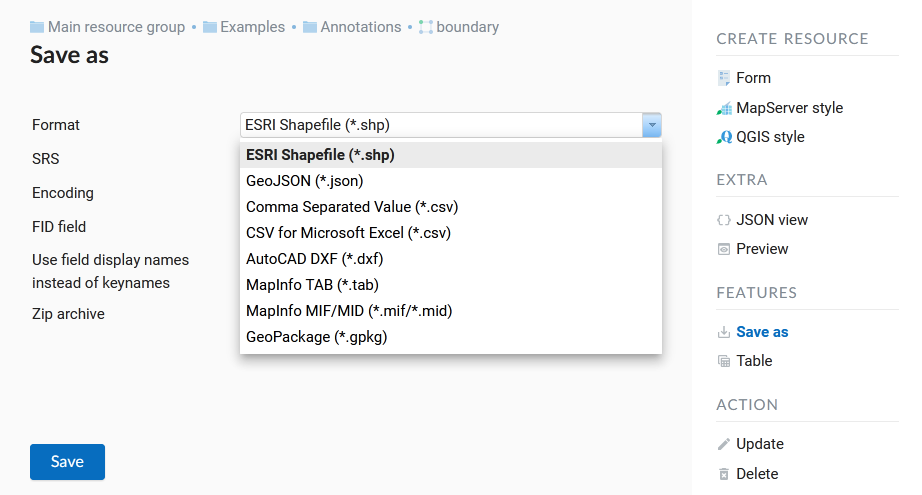 Main resource group • Examples • Annotations • boundary
Save as
Format
ESRI Shapefile (*.shp)
ESRI Shapefile (*.shp)
GeoJSON (*.json)
Comma Separated Value (*.csv)
CSV for Microsoft Excel (*.csv)
AutoCAD DXF (*.dxf)
MapInfo TAB (*.tab)
MapInfo MIF/MID (*.mif/*.mid)
GeoPackage (*.gpkg)
SRS
Encoding
FID field
Use field display names
instead of keynames
Zip archive
Save
CREATE RESOURCE
Form
MapServer style
QGIS style
EXTRA
JSON view
Preview
FEATURES
Save as
Table
ACTION
Update
Delete